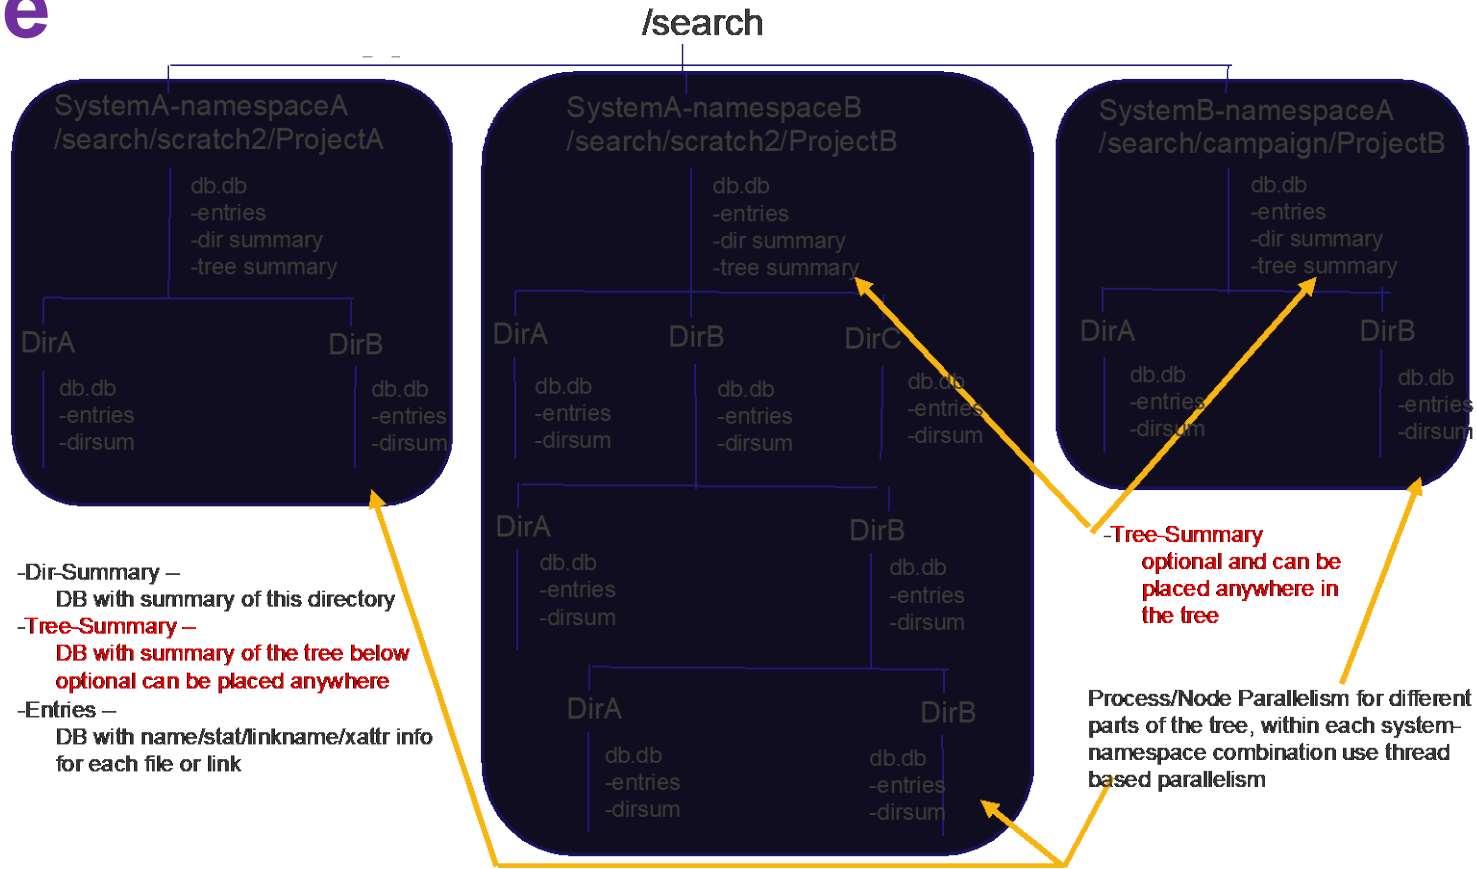 e
/search
SystemA-namespaceA
/search/scratch2/ProjectA
db.db
-entries
-dir summary
-tree summary
DirA
db.db
-entries
-dirsum
DirB
db.db
-entries
-dirsum
SystemA-namespaceB
/search/scratch2/ProjectB
db.db
-entries
-dir summary
-tree summary
DirA
db.db
-entries
-dirsum
DirB
db.db
-entries
-dirsum
DirC
db.db
-entries
-dirsum
DirA
db.db
-entries
-dirsum
DirB
db.db
-entries
-dirsum
DirA
db.db
-entries
-dirsum
DirB
db.db
-entries
-dirsum
SystemB-namespaceA
/search/campaign/ProjectB
db.db
-entries
-dir summary
-tree summary
DirA
db.db
-entries
-dirsum
DirB
db.db
-entries
-dirsum
-Dir-Summary –
DB with summary of this directory
-Tree-Summary –
DB with summary of the tree below
optional can be placed anywhere
-Entries –
DB with name/stat/linkname/xattr info
for each file or link
-Tree-Summary
optional and can be
placed anywhere in
the tree
Process/Node Parallelism for different
parts of the tree, within each system-
namespace combination use thread
based parallelism